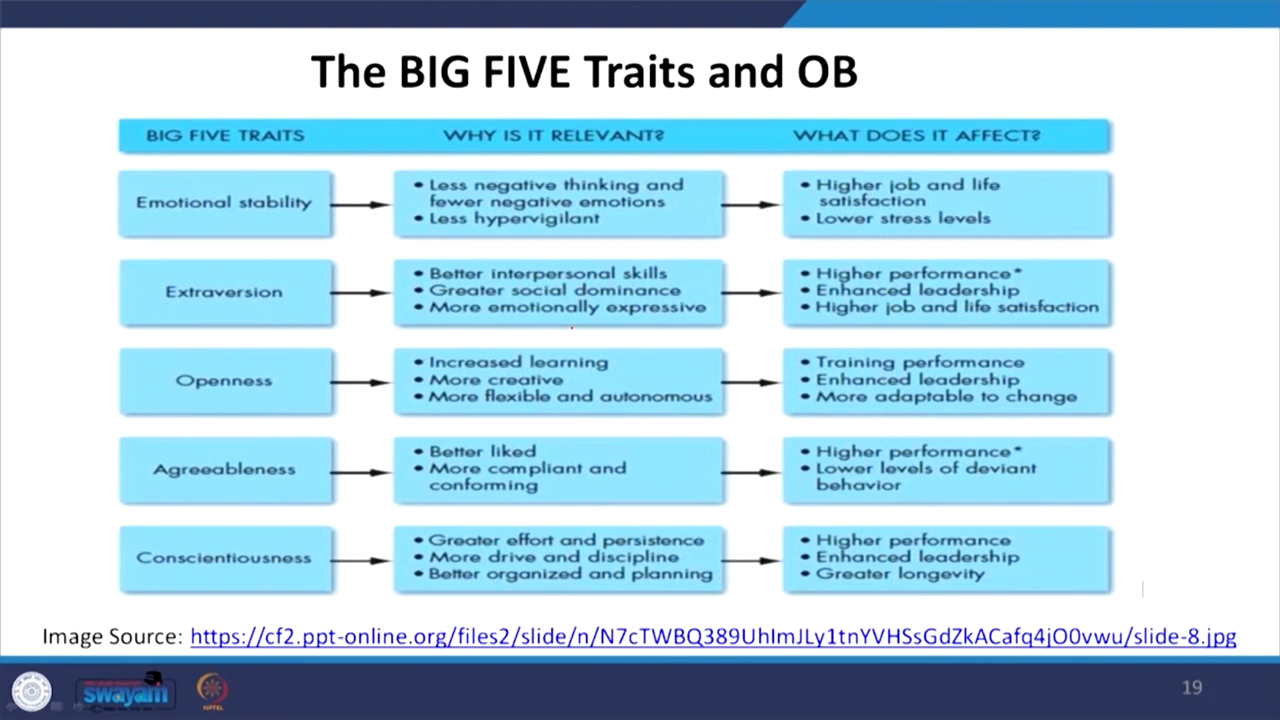 The BIG FIVE Traits and OB
BIG FIVE TRAITS WHY IS IT RELEVANT? WHAT DOES IT AFFECT?
Emotional stability
• Less negative thinking and
fewer negative emotions
• Less hypervigilant
• Higher job and life
satisfaction
• Lower stress levels
Extraversion
• Better interpersonal skills
• Greater social dominance
• More emotionally expressive
• Higher performance*
• Enhanced leadership
• Higher job and life satisfaction
Openness
• Increased learning
• More creative
• More flexible and autonomous
• Training performance
• Enhanced leadership
• More adaptable to change
Agreeableness
• Better liked
• More compliant and
conforming
• Higher performance*
• Lower levels of deviant
behavior
Conscientiousness
• Greater effort and persistence
• More drive and discipline
• Better organized and planning
• Higher performance
• Enhanced leadership
• Greater longevity
Image Source: https://cf2.ppt-online.org/files2/slide/n/N7cTWBQ389UhImJLy1tnYVHSsGdZkACafq4jO0vwu/slide-8.jpg
swayam
NPTEL
19